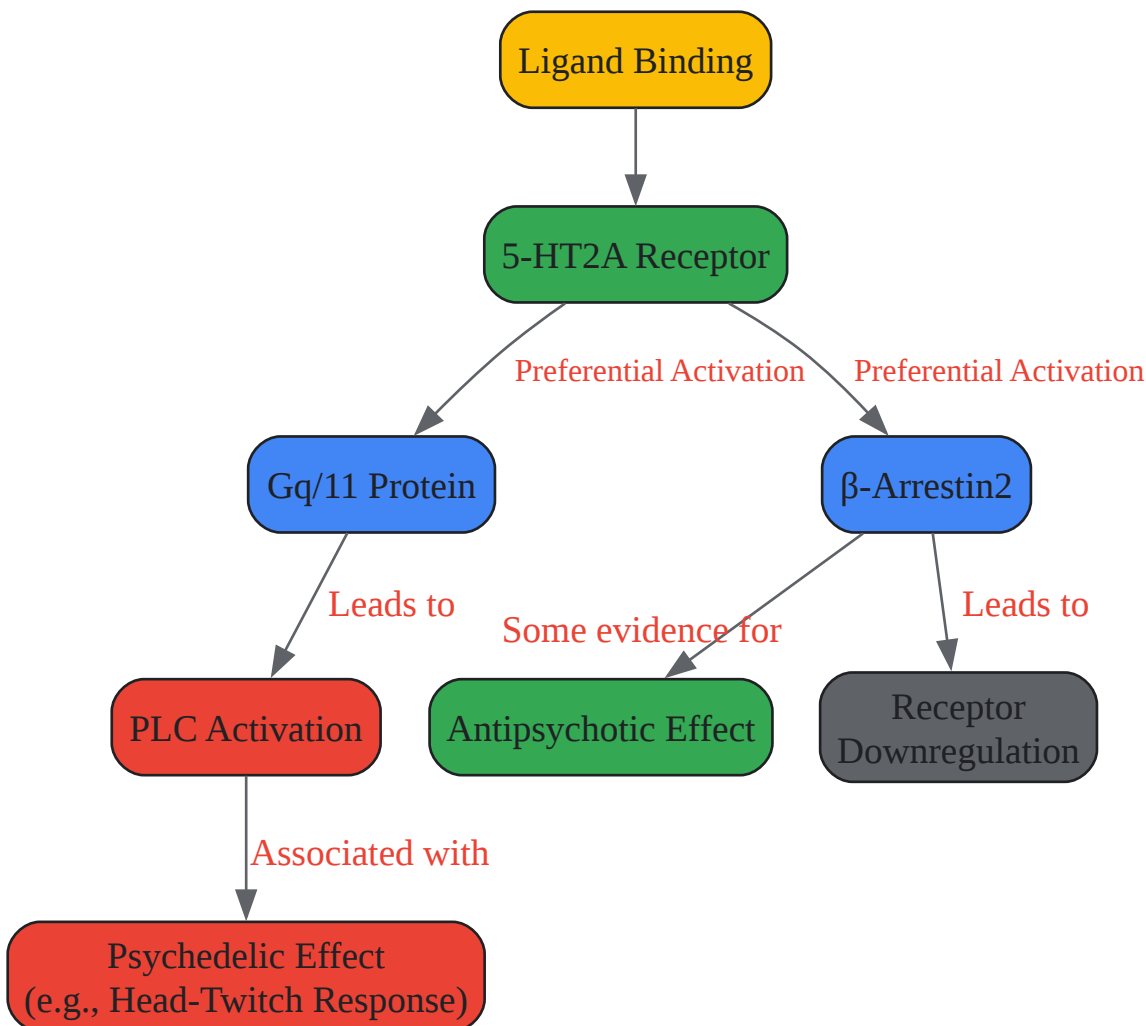 Ligand Binding
5-HT2A Receptor
Preferential Activation
Preferential Activation
Gq/11 Protein
β-Arrestin2
Leads to
Some evidence for
Leads to
PLC Activation
Antipsychotic Effect
Receptor
Downregulation
Associated with
Psychedelic Effect
(e.g., Head-Twitch Response)